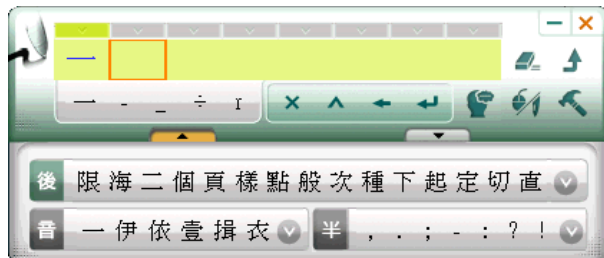 一
一 - _ ÷ I
後 限 海 二 個 頁 樣 點 般 次 種 下 起 定 切 直
音 一 伊 依 壹 揖 衣 半 , . ; - : ? !